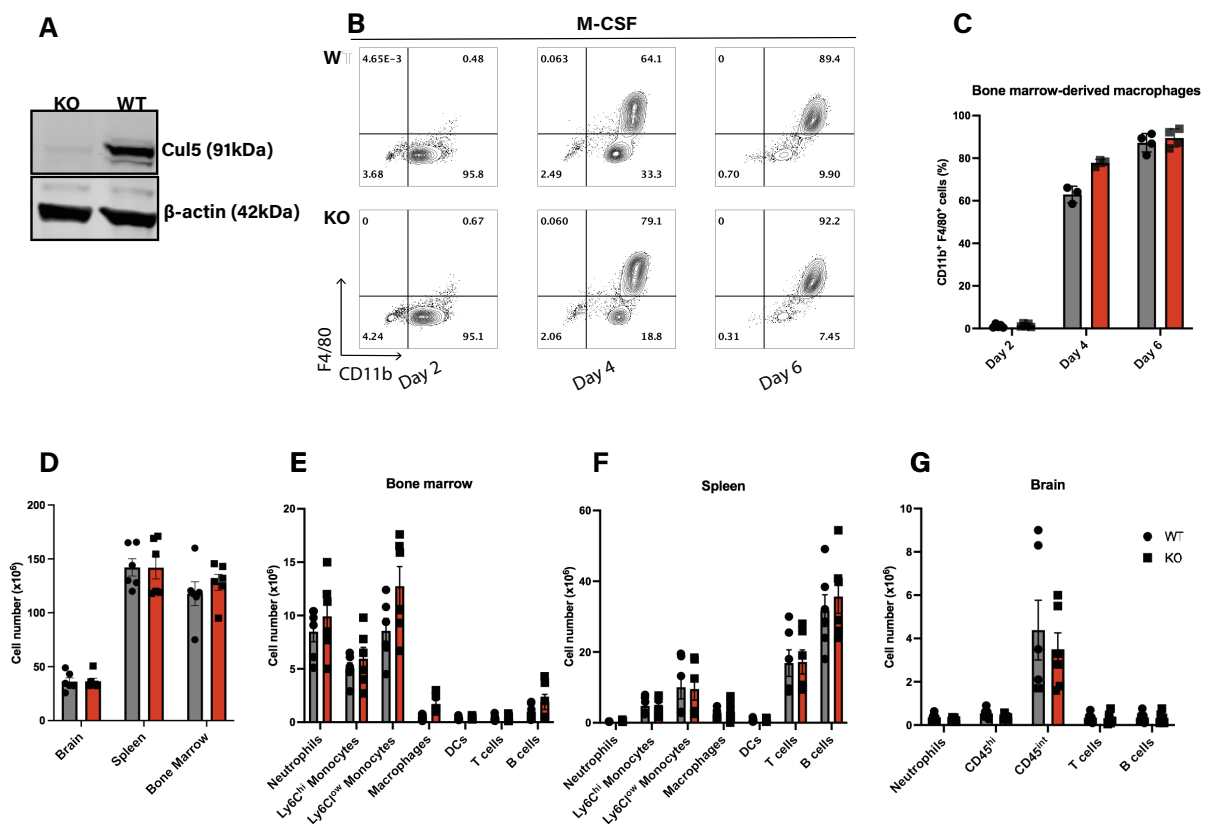 A
KO WT
Cul5 (91kDa)
β-actin (42kDa)
B
M-CSF
WT
4.65E-3 0.48
3.68 95.8
0.063 64.1
2.49 33.3
0 89.4
0.70 9.90
KO
0 0.67
4.24 95.1
0.060 79.1
2.06 18.8
0 92.2
0.31 7.45
F4/80
CD11b
Day 2
Day 4
Day 6
C
Bone marrow-derived macrophages
CD11b⁺ F4/80⁺ cells (%)
100
80
60
40
20
0
Day 2
Day 4
Day 6
D
Cell number (x10⁶)
200
150
100
50
0
Brain
Spleen
Bone Marrow
E
Bone marrow
Cell number (x10⁶)
20
15
10
5
0
Neutrophils
Ly6Cʰⁱ Monocytes
Ly6Clᵒʷ Monocytes
Macrophages
DCs
T cells
B cells
F
Spleen
Cell number (x10⁶)
60
40
20
0
Neutrophils
Ly6Cʰⁱ Monocytes
Ly6Clᵒʷ Monocytes
Macrophages
DCs
T cells
B cells
G
Brain
Cell number (x10⁶)
10
8
6
4
2
0
Neutrophils
CD45ʰⁱ
CD45ⁱⁿᵗ
T cells
B cells
WT
KO